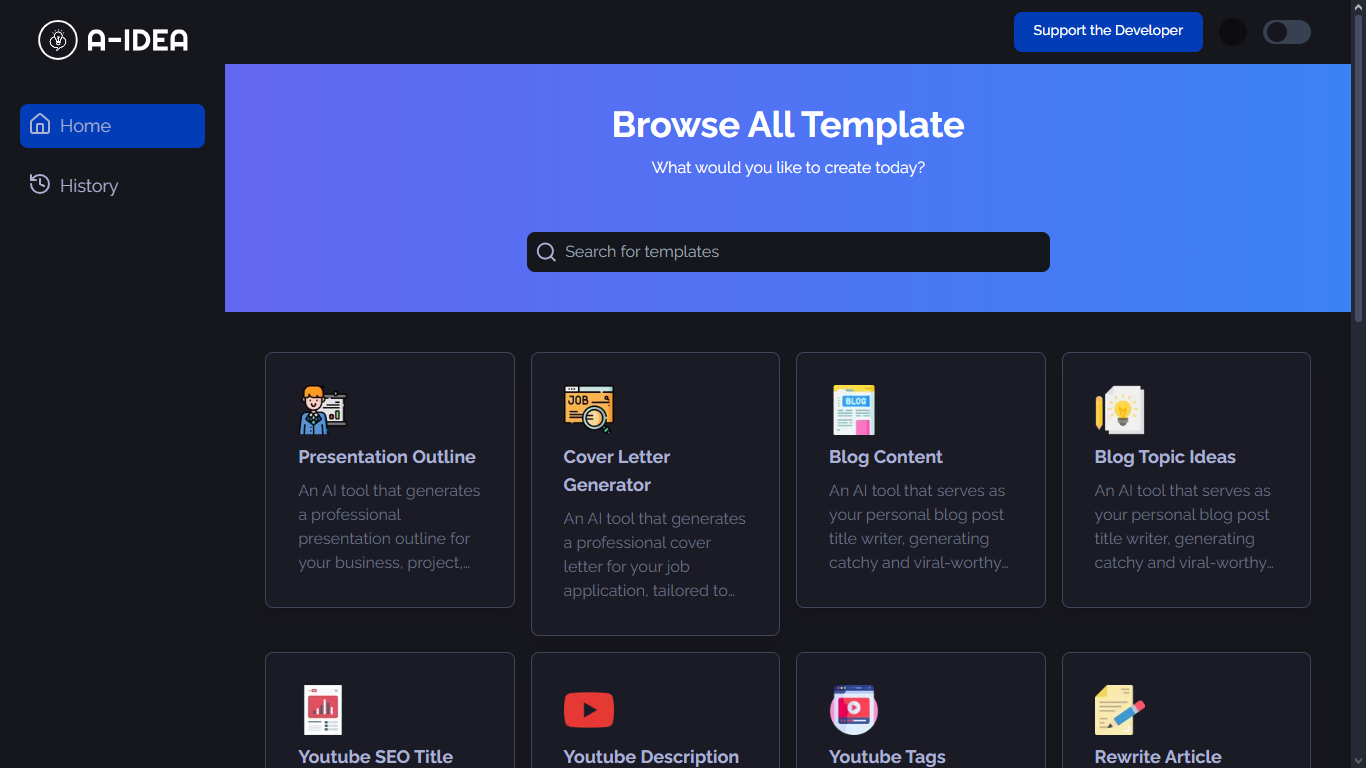 A-IDEA
Support the Developer
Home
History
Browse All Template
What would you like to create today?
Search for templates
Presentation Outline
An AI tool that generates
a professional
presentation outline for
your business, project,...
JOB
Cover Letter
Generator
An AI tool that generates
a professional cover
letter for your job
application, tailored to...
BLOG
Blog Content
An AI tool that serves as
your personal blog post
title writer, generating
catchy and viral-worthy...
Blog Topic Ideas
An AI tool that serves as
your personal blog post
title writer, generating
catchy and viral-worthy...
Youtube SEO Title
Youtube Description
Youtube Tags
Rewrite Article